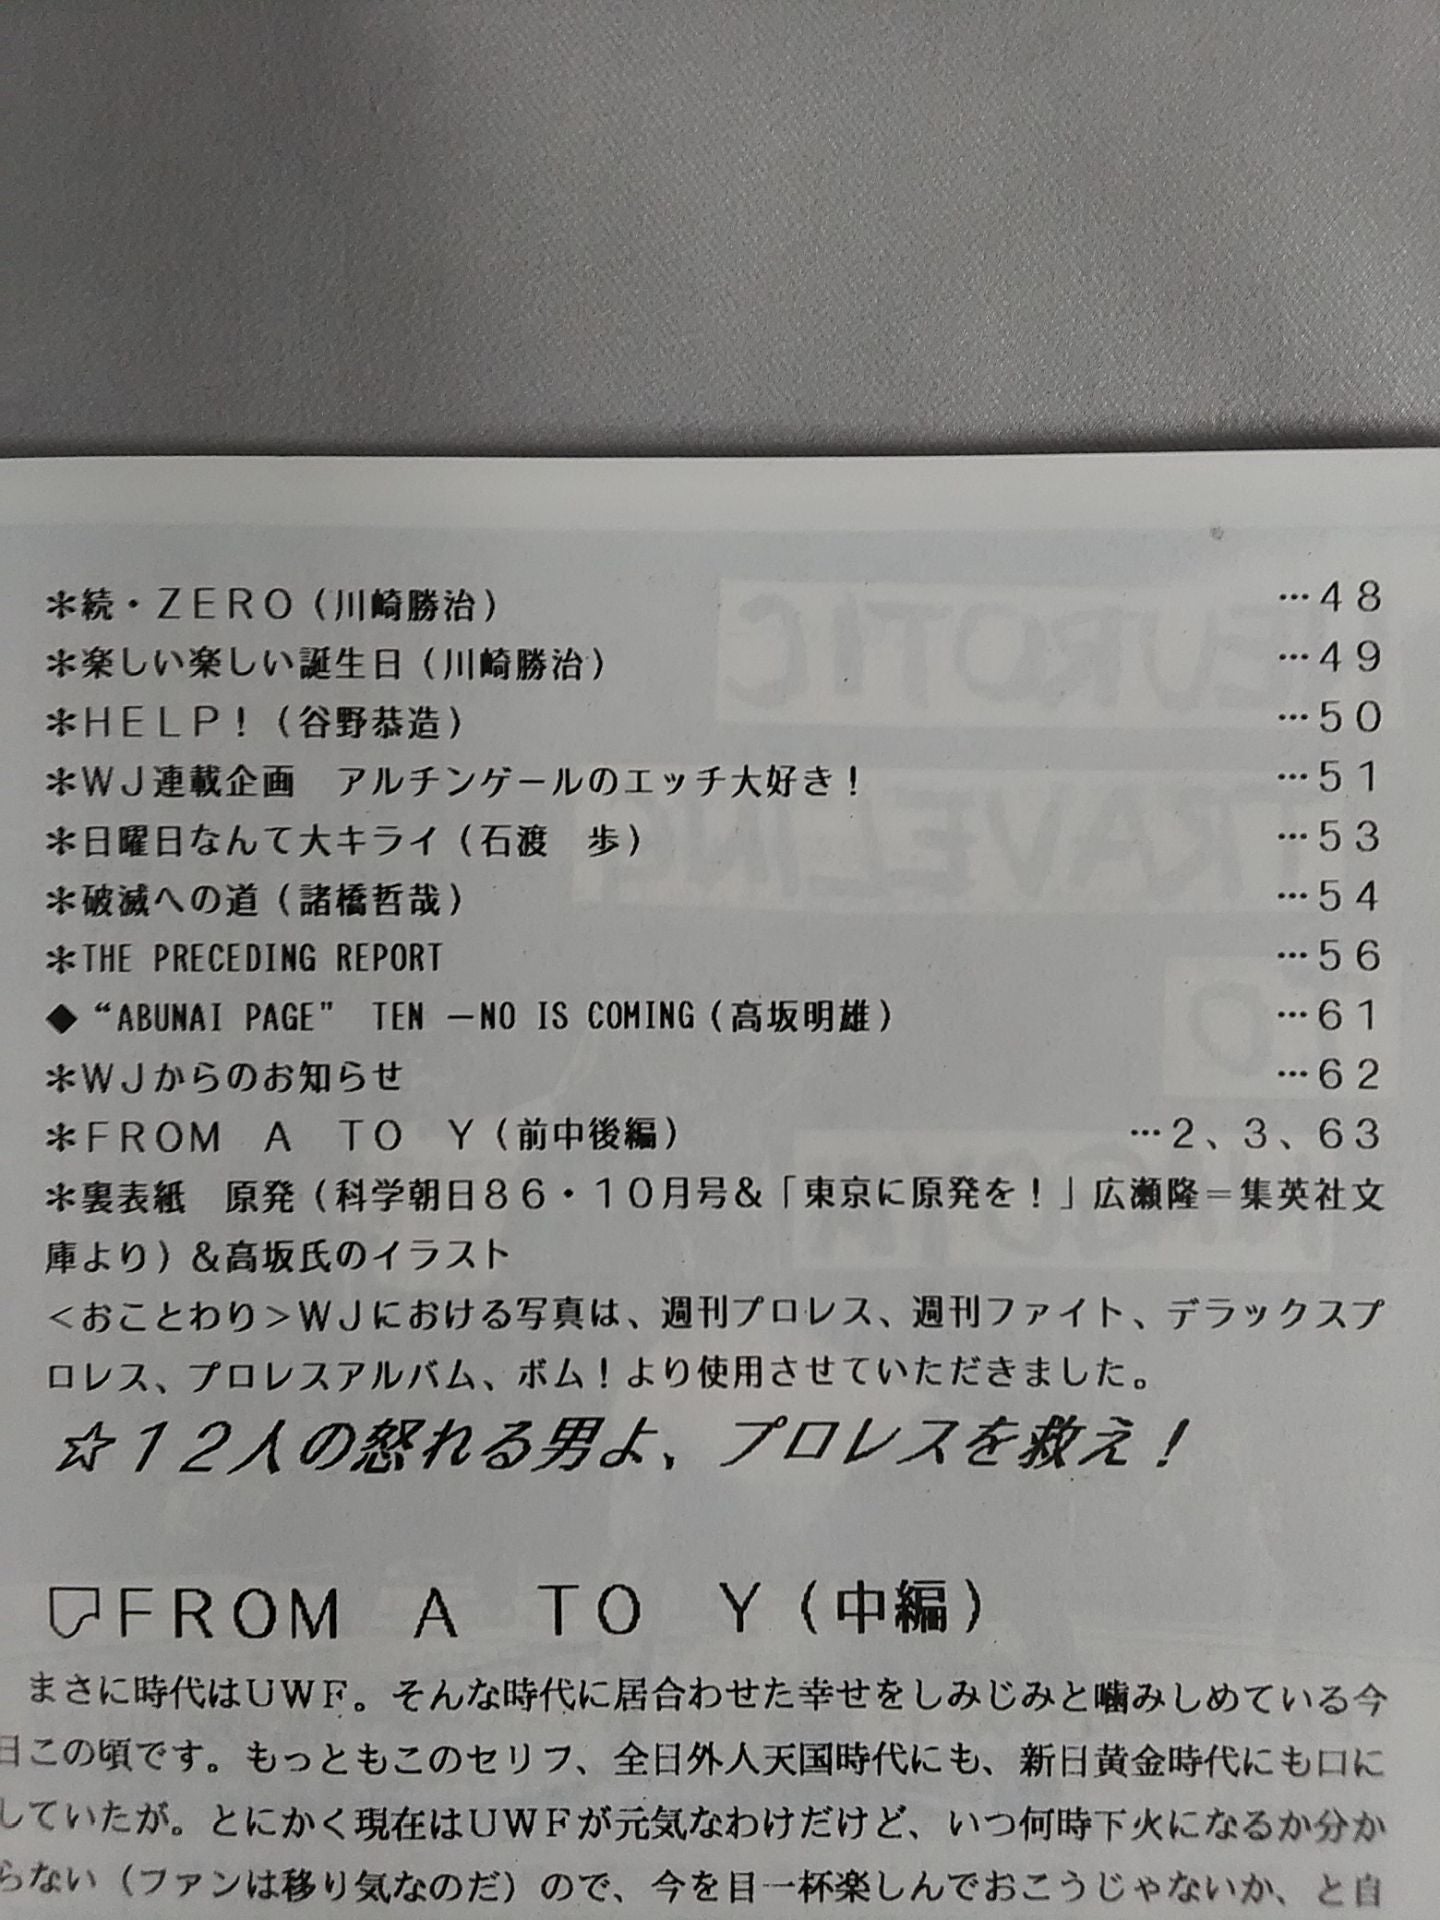 ＊続・ＺＥＲＯ（川崎勝治） …４８
＊楽しい楽しい誕生日（川崎勝治） …４９
＊ＨＥＬＰ！（谷野恭造） …５０
＊ＷＪ連載企画　アルチンゲールのエッチ大好き！ …５１
＊日曜日なんて大キライ（石渡　歩） …５３
＊破滅への道（諸橋哲哉） …５４
＊THE PRECEDING REPORT …５６
◆“ABUNAI PAGE”　TEN －NO IS COMING（高坂明雄） …６１
＊ＷＪからのお知らせ …６２
＊ＦＲＯＭ　Ａ　ＴＯ　Ｙ（前中後編） …２、３、６３
＊裏表紙　原発（科学朝日８６・１０月号＆「東京に原発を！」広瀬隆＝集英社文
庫より）＆高坂氏のイラスト
＜おことわり＞ＷＪにおける写真は、週刊プロレス、週刊ファイト、デラックスプ
ロレス、プロレスアルバム、ボム！より使用させていただきました。
☆１２人の怒れる男よ、プロレスを救え！
ＦＲＯＭ　Ａ　ＴＯ　Ｙ（中編）
まさに時代はＵＷＦ。そんな時代に居合わせた幸せをしみじみと噛みしめている今
日この頃です。もっともこのセリフ、全日外人天国時代にも、新日黄金時代にも口に
していたが。とにかく現在はＵＷＦが元気なわけだけど、いつ何時下火になるか分か
らない（ファンは移り気なのだ）ので、今を目一杯楽しんでおこうじゃないか、と自